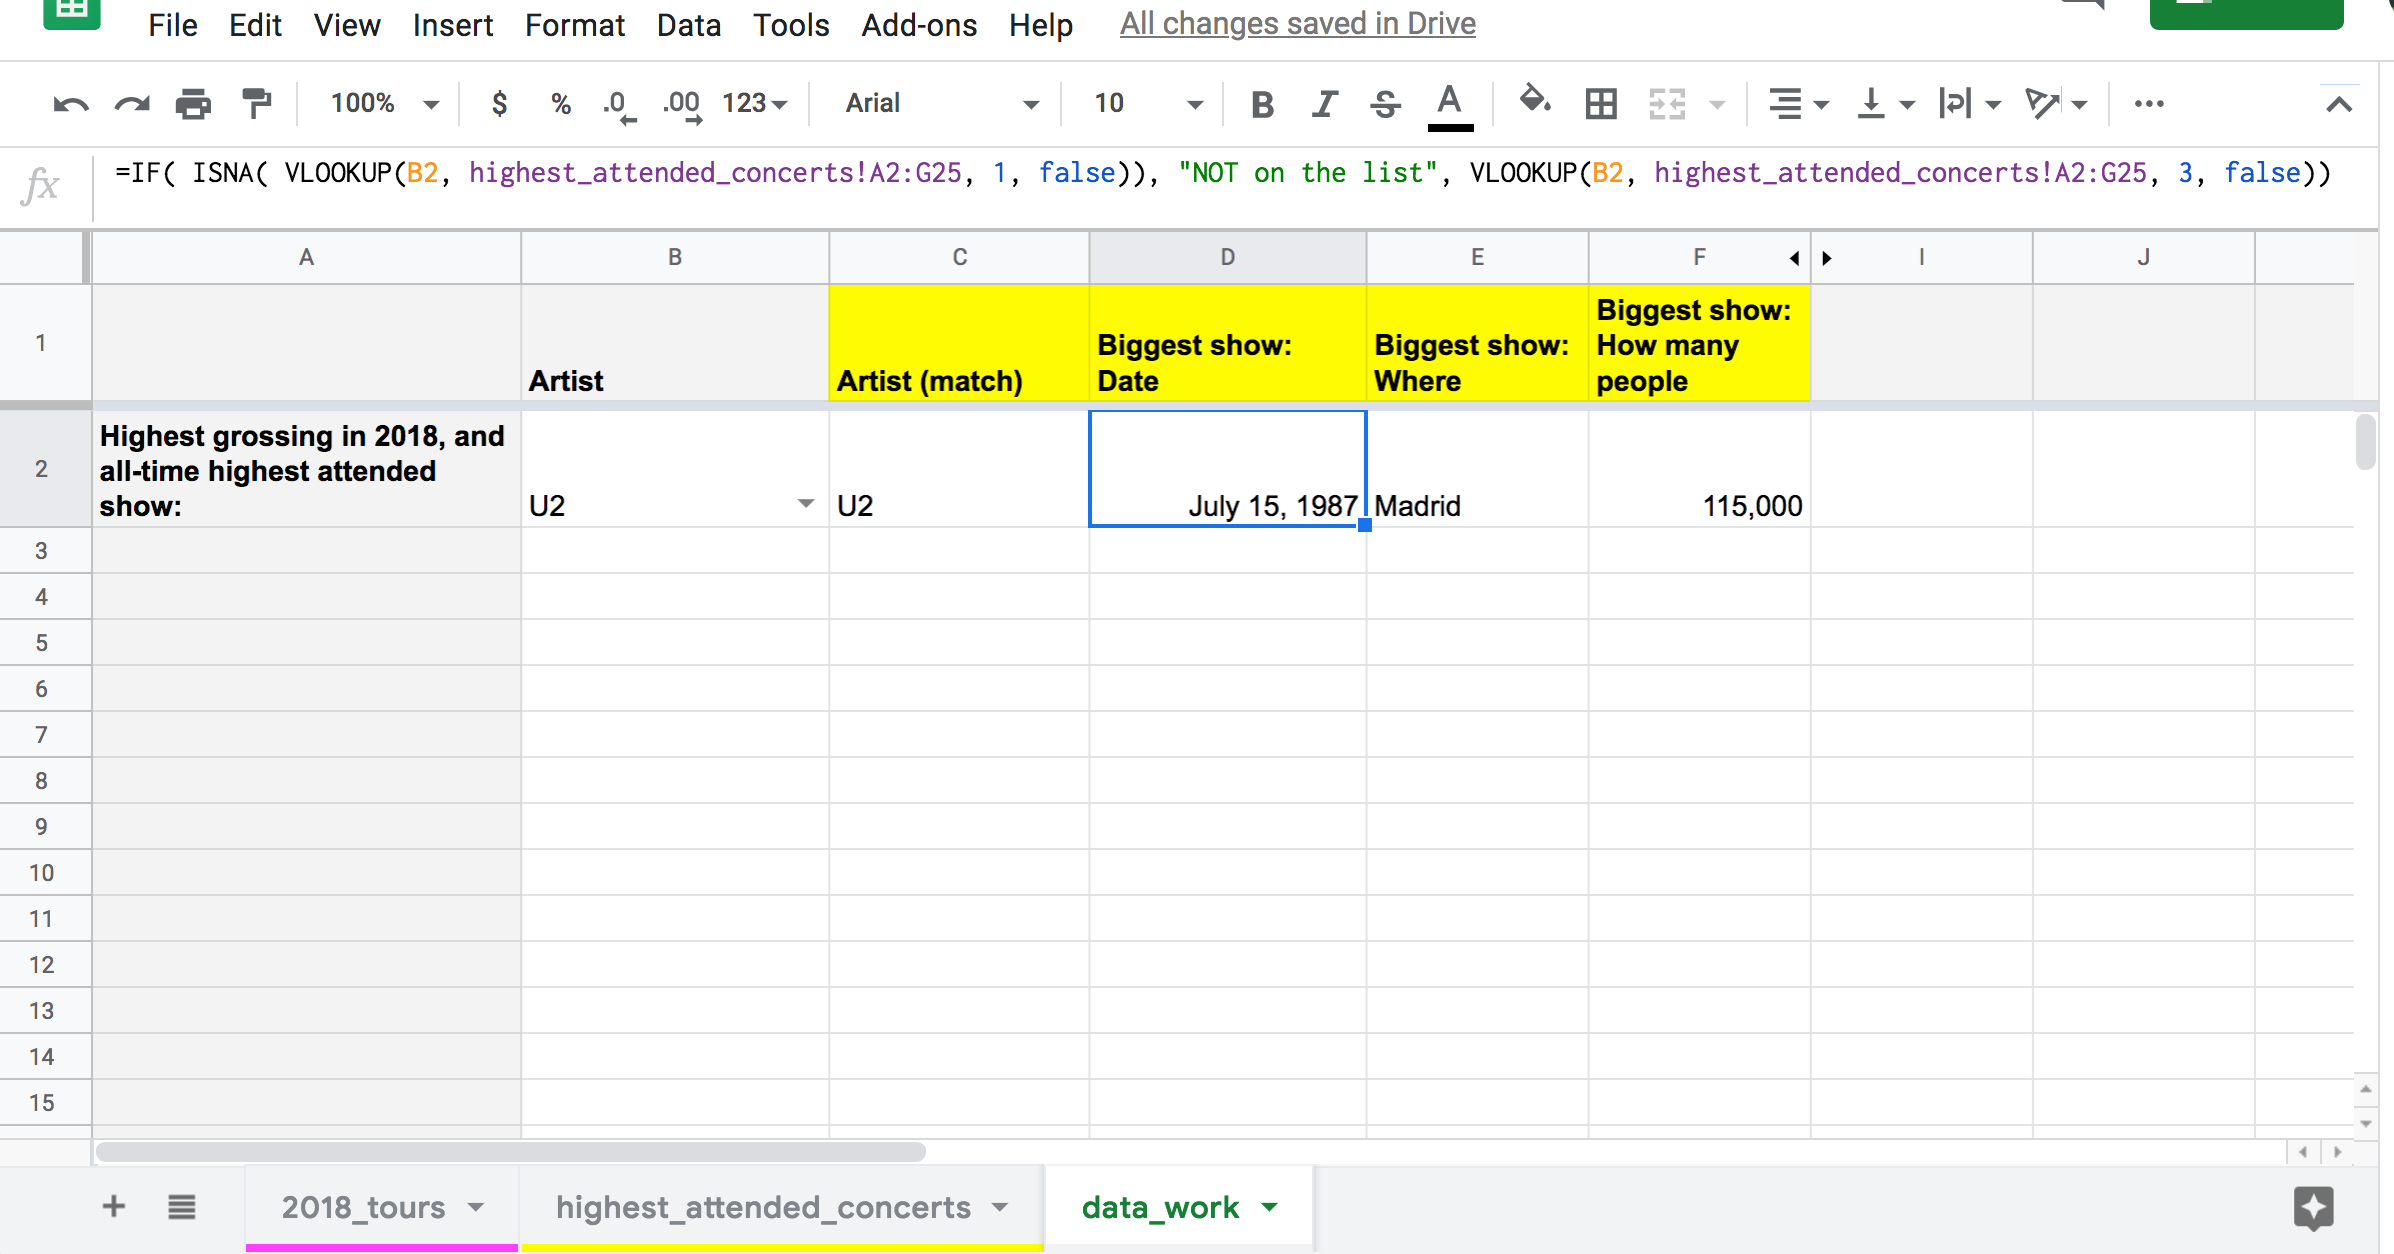 File Edit View Insert Format Data Tools Add-ons Help All changes saved in Drive
100% $ % .0 .00 123 Arial 10 B I S A
fx =IF( ISNA( VLOOKUP(B2, highest_attended_concerts!A2:G25, 1, false)), "NOT on the list", VLOOKUP(B2, highest_attended_concerts!A2:G25, 3, false))
A B C D E F I J
1
Artist
Artist (match)
Biggest show:
Date
Biggest show:
Where
Biggest show:
How many
people
2
Highest grossing in 2018, and
all-time highest attended
show:
U2
U2
July 15, 1987
Madrid
115,000
3
4
5
6
7
8
9
10
11
12
13
14
15
2018_tours highest_attended_concerts data_work